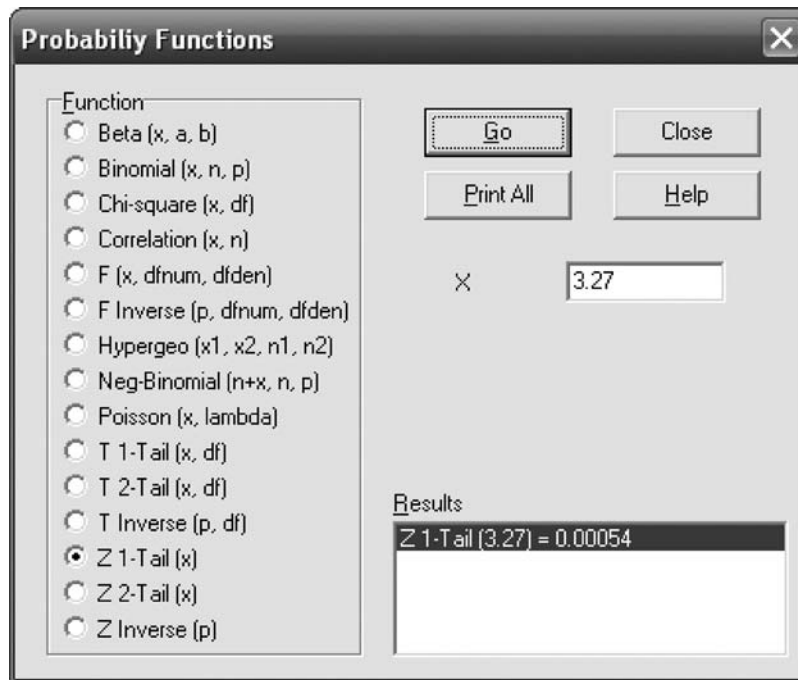 Probabiliy Functions
Function
Beta (x, a, b)
Binomial (x, n, p)
Chi-square (x, df)
Correlation (x, n)
F (x, dfnum, dfden)
F Inverse (p, dfnum, dfden)
Hypergeo (x1, x2, n1, n2)
Neg-Binomial (n+x, n, p)
Poisson (x, lambda)
T 1-Tail (x, df)
T 2-Tail (x, df)
T Inverse (p, df)
Z 1-Tail (x)
Z 2-Tail (x)
Z Inverse (p)
Go
Close
Print All
Help
X 3.27
Results
Z 1-Tail (3.27) = 0.00054